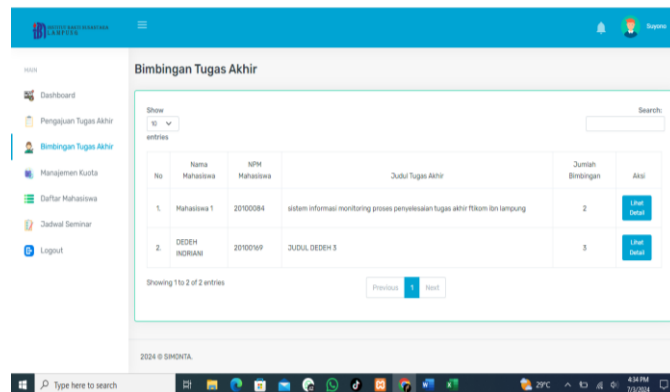 LAMPUNG
Suyono
MAIN
Dashboard
Pengajuan Tugas Akhir
Bimbingan Tugas Akhir
Manajemen Kuota
Daftar Mahasiswa
Jadwal Seminar
Logout
Bimbingan Tugas Akhir
Show
10
entries
Search:
No Nama Mahasiswa NPM Mahasiswa Judul Tugas Akhir Jumlah Bimbingan Aksi
1. Mahasiswa 1 20100084 sistem informasi monitoring proses penyelesaian tugas akhir ftikom ibn lampung 2 Lihat Detail
2. DEDEH INDRIANI 20100169 JUDUL DEDEH 3 3 Lihat Detail
Showing 1 to 2 of 2 entries
Previous 1 Next
2024 © SIMONTA.
Type here to search
29°C
4:34 PM
7/3/2024